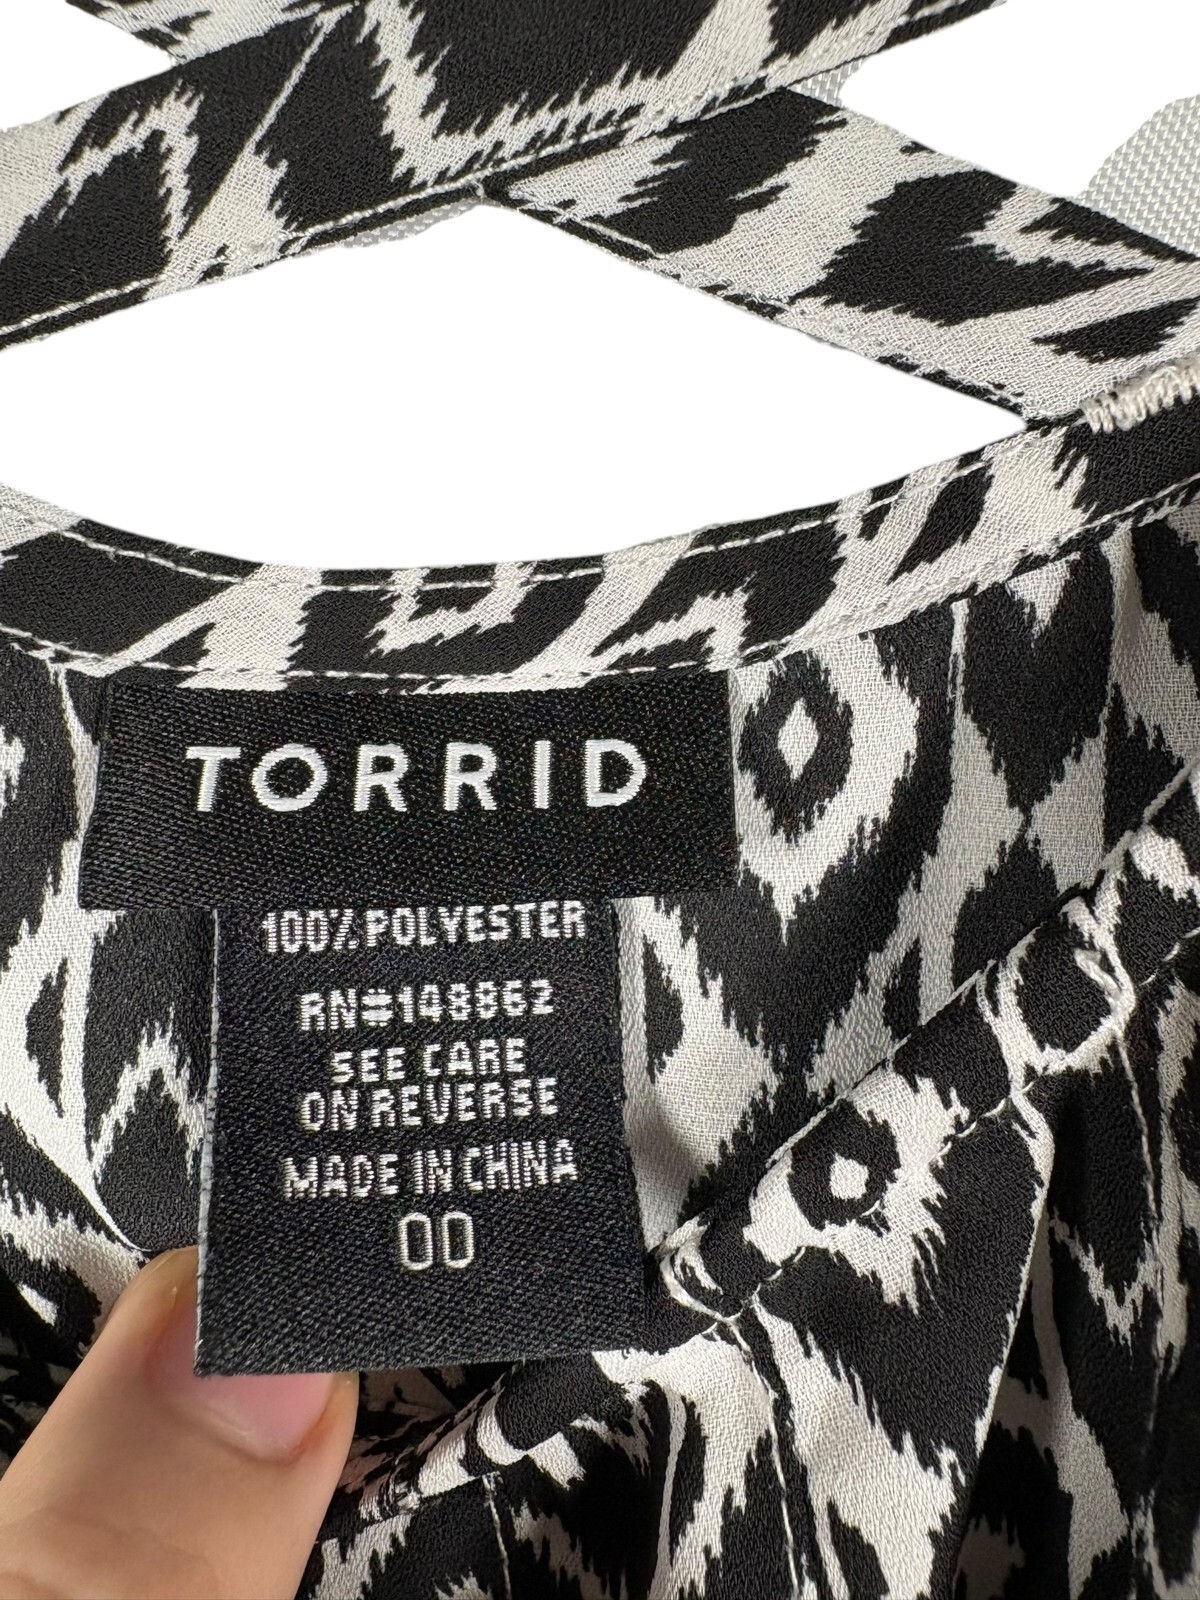 TORRID
100% POLYESTER
RN#148862
SEE CARE
ON REVERSE
MADE IN CHINA
00